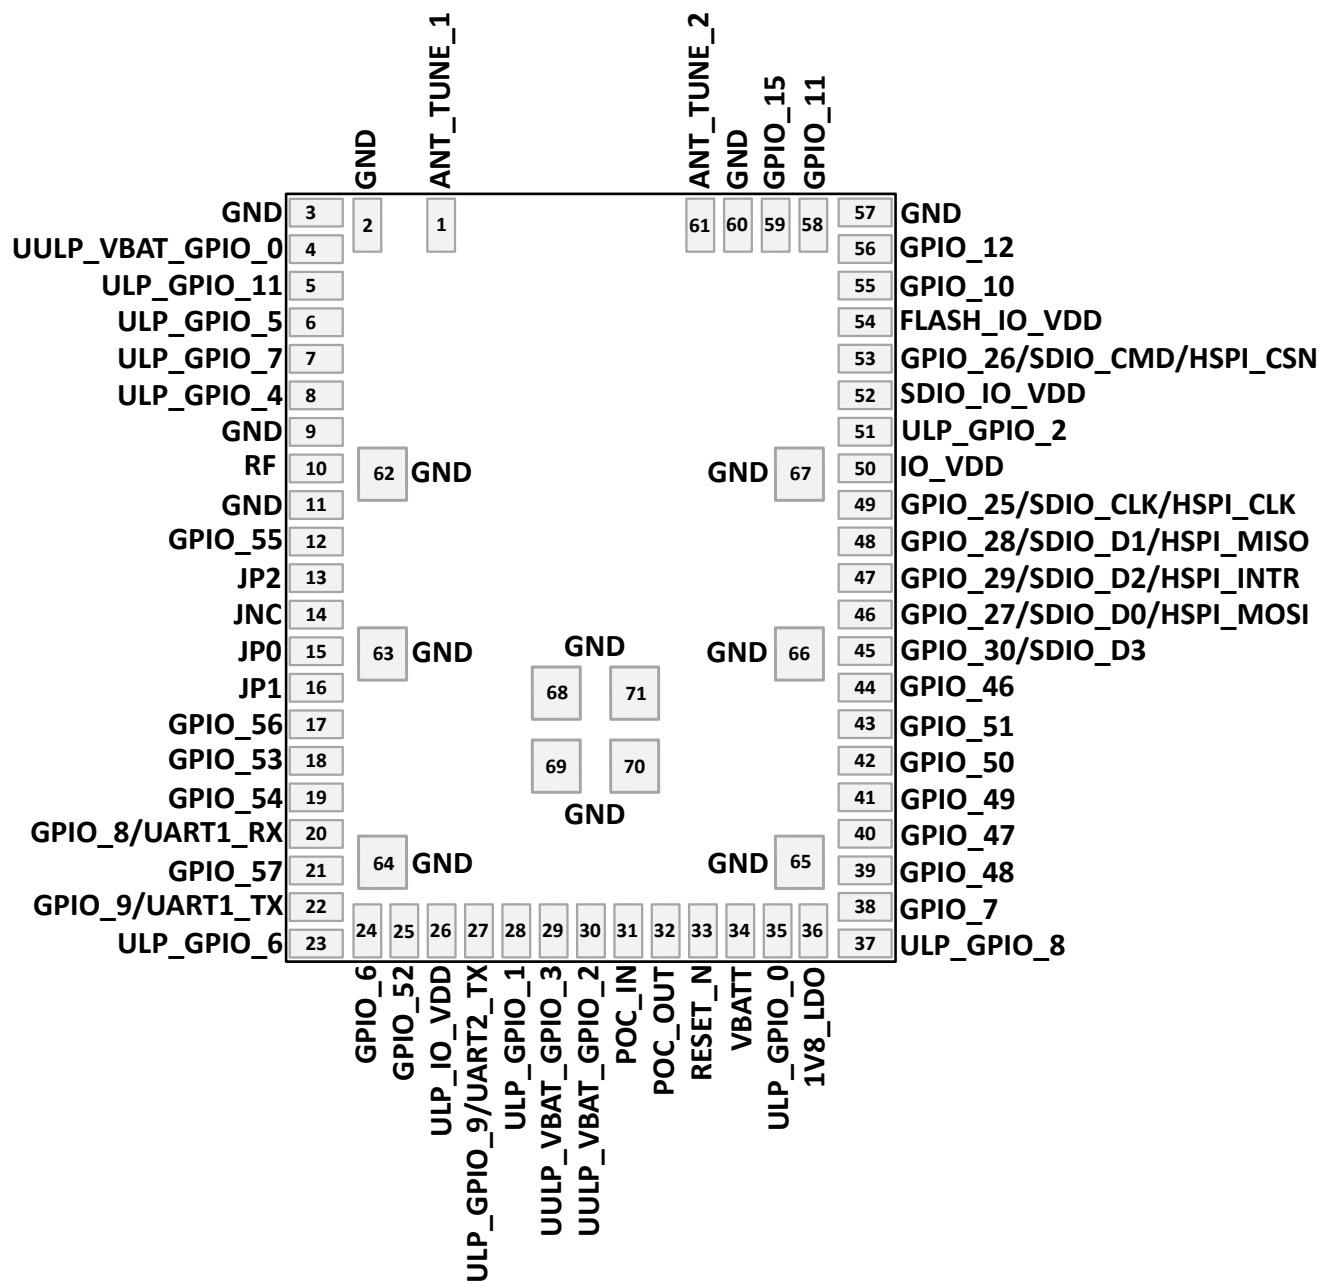 GND
ANT_TUNE_1
ANT_TUNE_2
GND
GPIO_15
GPIO_11
2
1
61
60
59
58
GND 3
UULP_VBAT_GPIO_0 4
ULP_GPIO_11 5
ULP_GPIO_5 6
ULP_GPIO_7 7
ULP_GPIO_4 8
GND 9
RF 10
GND 11
GPIO_55 12
JP2 13
JNC 14
JP0 15
JP1 16
GPIO_56 17
GPIO_53 18
GPIO_54 19
GPIO_8/UART1_RX 20
GPIO_57 21
GPIO_9/UART1_TX 22
ULP_GPIO_6 23
62 GND
GND 67
63 GND
GND
GND 66
68
71
69
70
GND
64 GND
GND 65
57 GND
56 GPIO_12
55 GPIO_10
54 FLASH_IO_VDD
53 GPIO_26/SDIO_CMD/HSPI_CSN
52 SDIO_IO_VDD
51 ULP_GPIO_2
50 IO_VDD
49 GPIO_25/SDIO_CLK/HSPI_CLK
48 GPIO_28/SDIO_D1/HSPI_MISO
47 GPIO_29/SDIO_D2/HSPI_INTR
46 GPIO_27/SDIO_D0/HSPI_MOSI
45 GPIO_30/SDIO_D3
44 GPIO_46
43 GPIO_51
42 GPIO_50
41 GPIO_49
40 GPIO_47
39 GPIO_48
38 GPIO_7
37 ULP_GPIO_8
24
25
26
27
28
29
30
31
32
33
34
35
36
GPIO_6
GPIO_52
ULP_IO_VDD
ULP_GPIO_9/UART2_TX
ULP_GPIO_1
UULP_VBAT_GPIO_3
UULP_VBAT_GPIO_2
POC_IN
POC_OUT
RESET_N
VBATT
ULP_GPIO_0
1V8_LDO